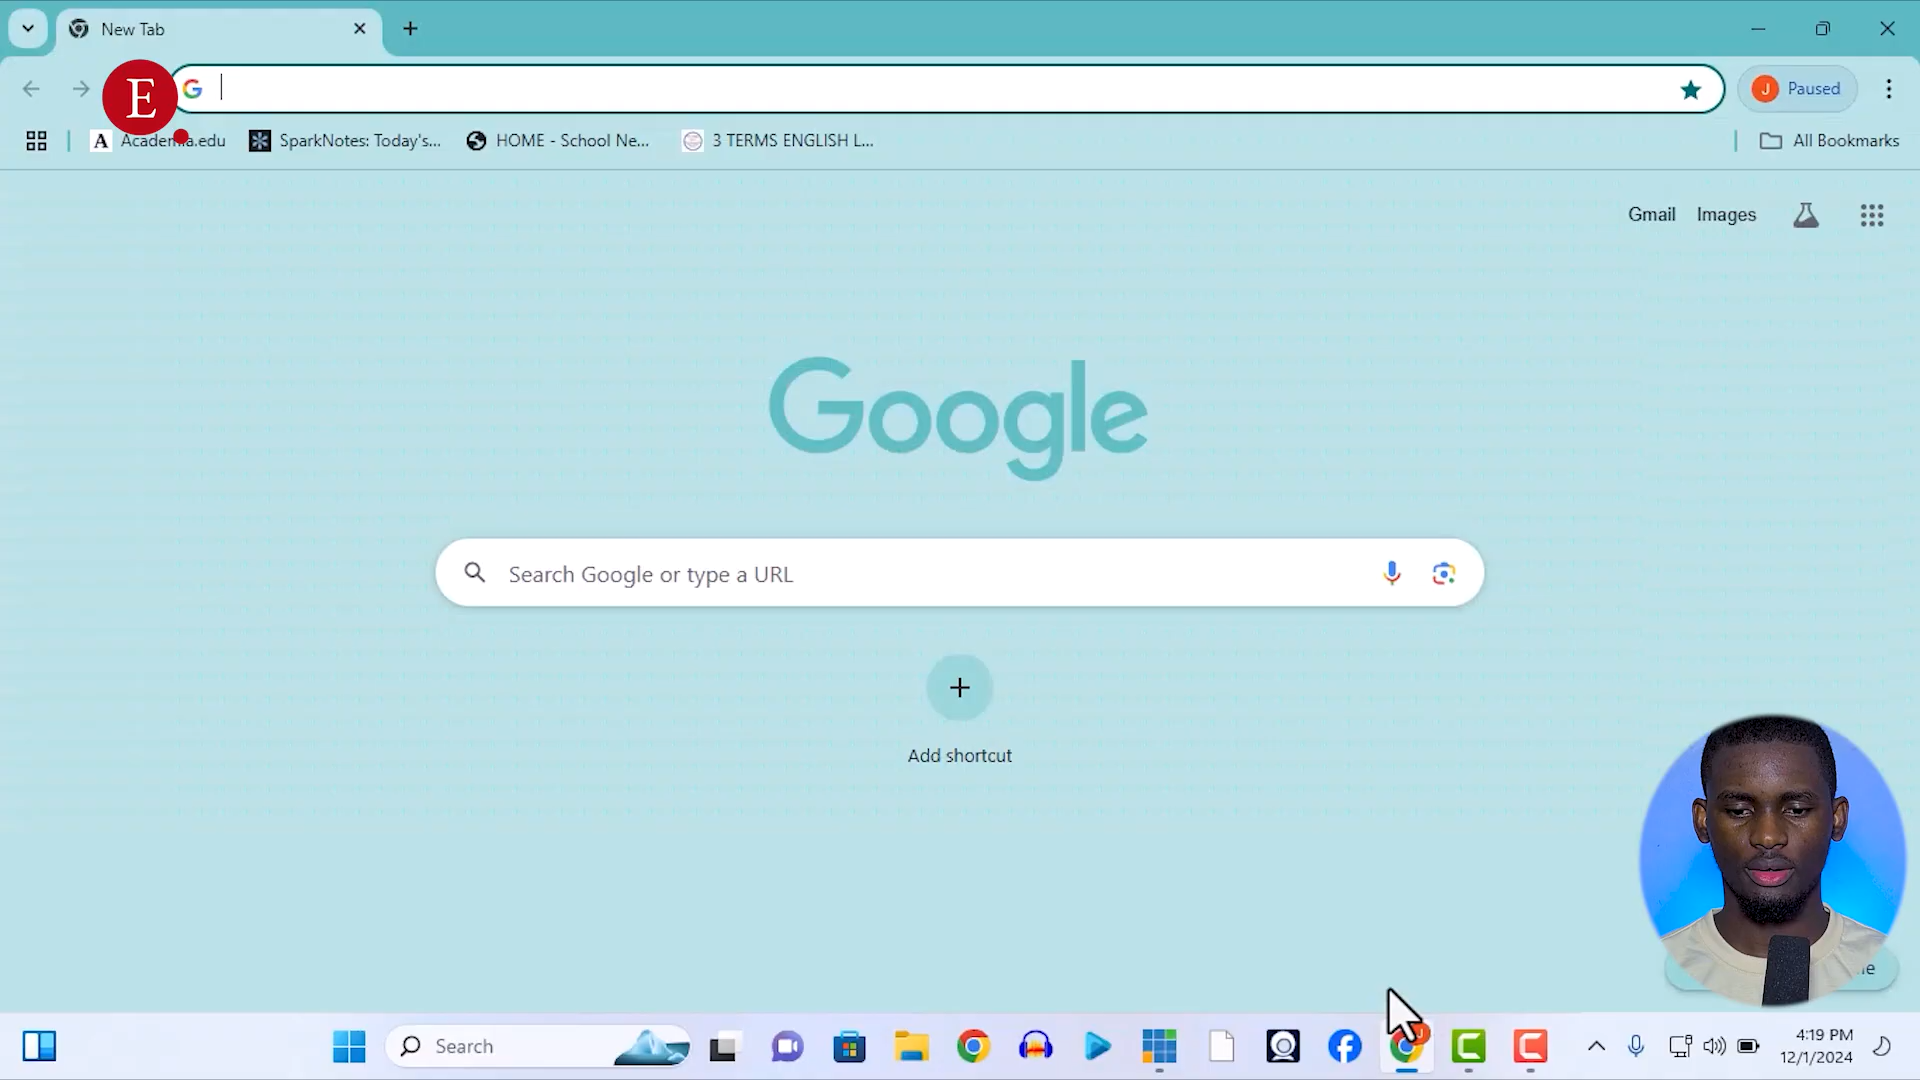 New Tab
E
J Paused
Academia.edu
SparkNotes: Today's...
HOME - School Ne...
3 TERMS ENGLISH L...
All Bookmarks
Gmail
Images
Google
Search Google or type a URL
Add shortcut
Search
4:19 PM
12/1/2024